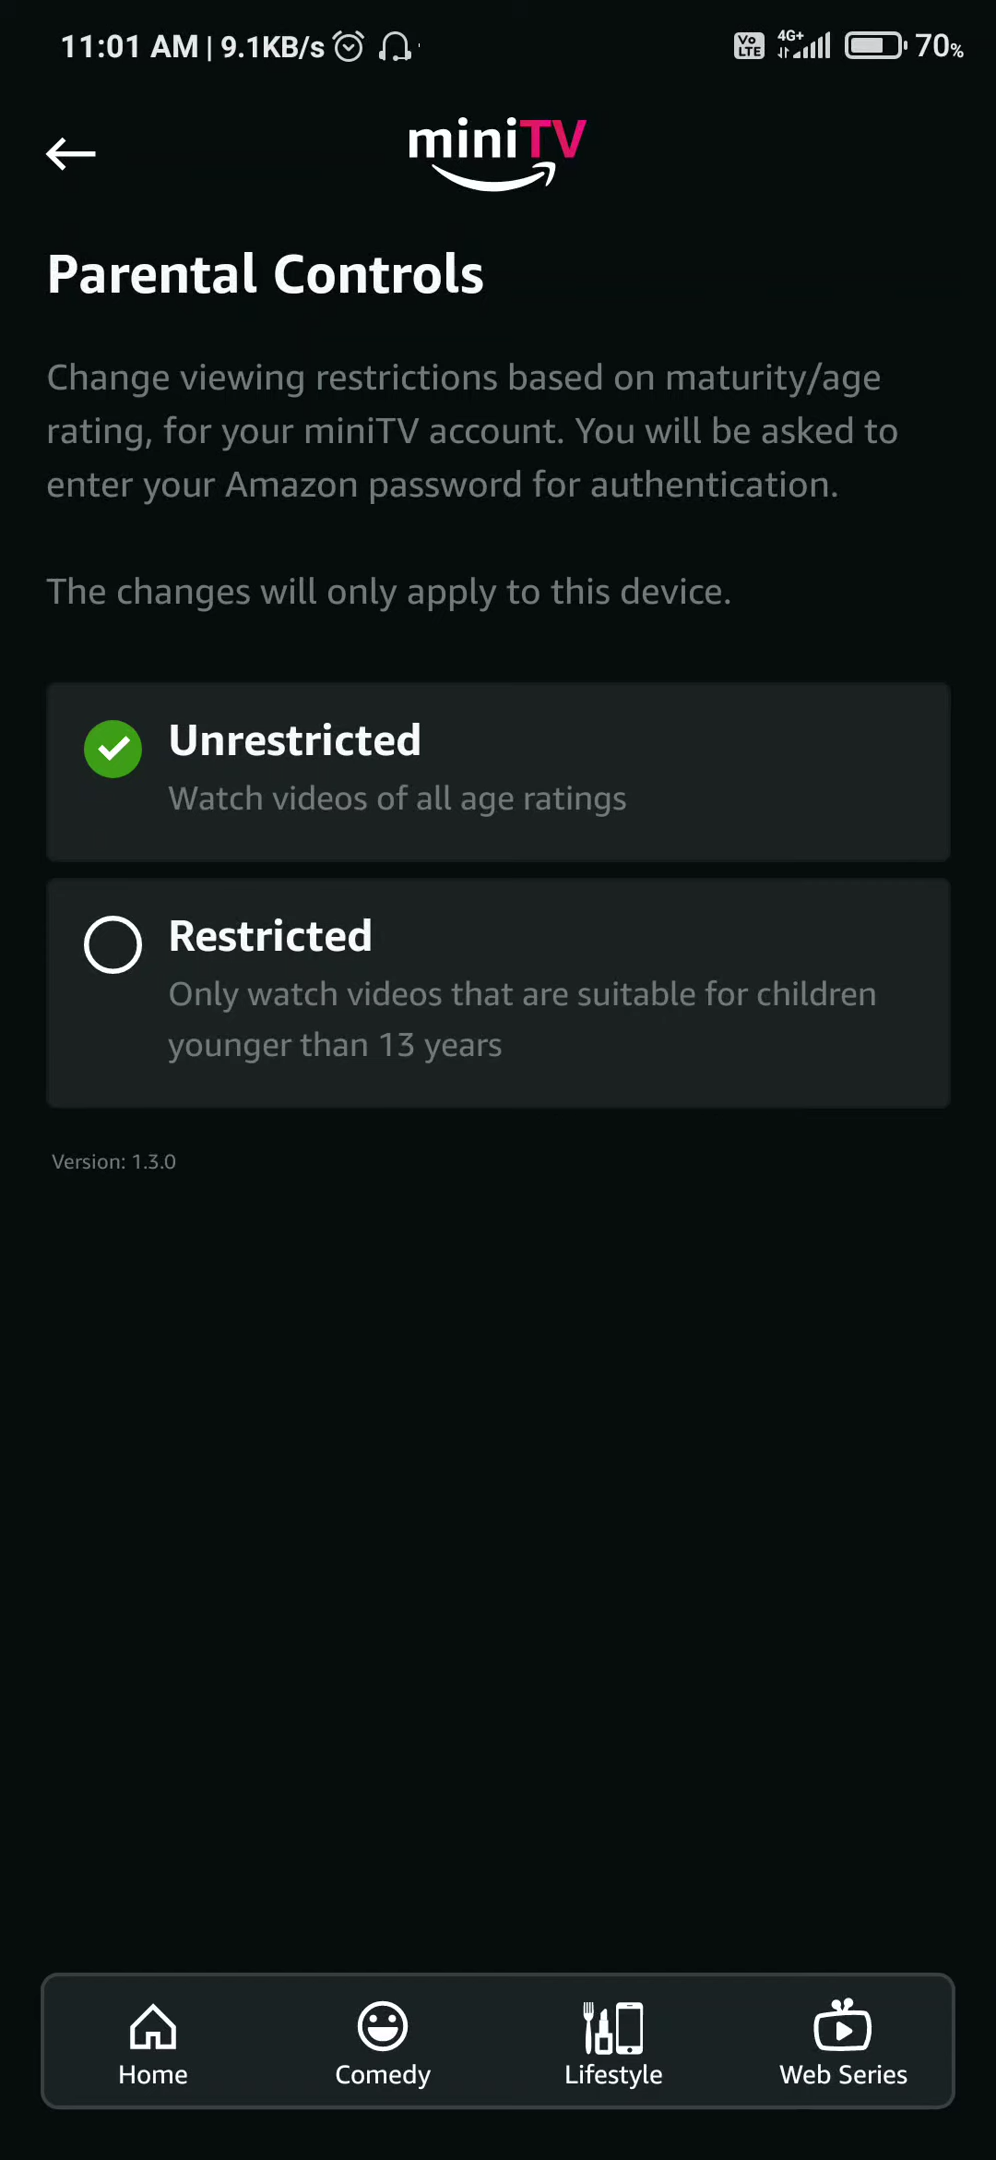 11:01 AM | 9.1KB/s Vo LTE 4G+ 70%
miniTV
Parental Controls
Change viewing restrictions based on maturity/age
rating, for your miniTV account. You will be asked to
enter your Amazon password for authentication.
The changes will only apply to this device.
Unrestricted
Watch videos of all age ratings
Restricted
Only watch videos that are suitable for children
younger than 13 years
Version: 1.3.0
Home Comedy Lifestyle Web Series